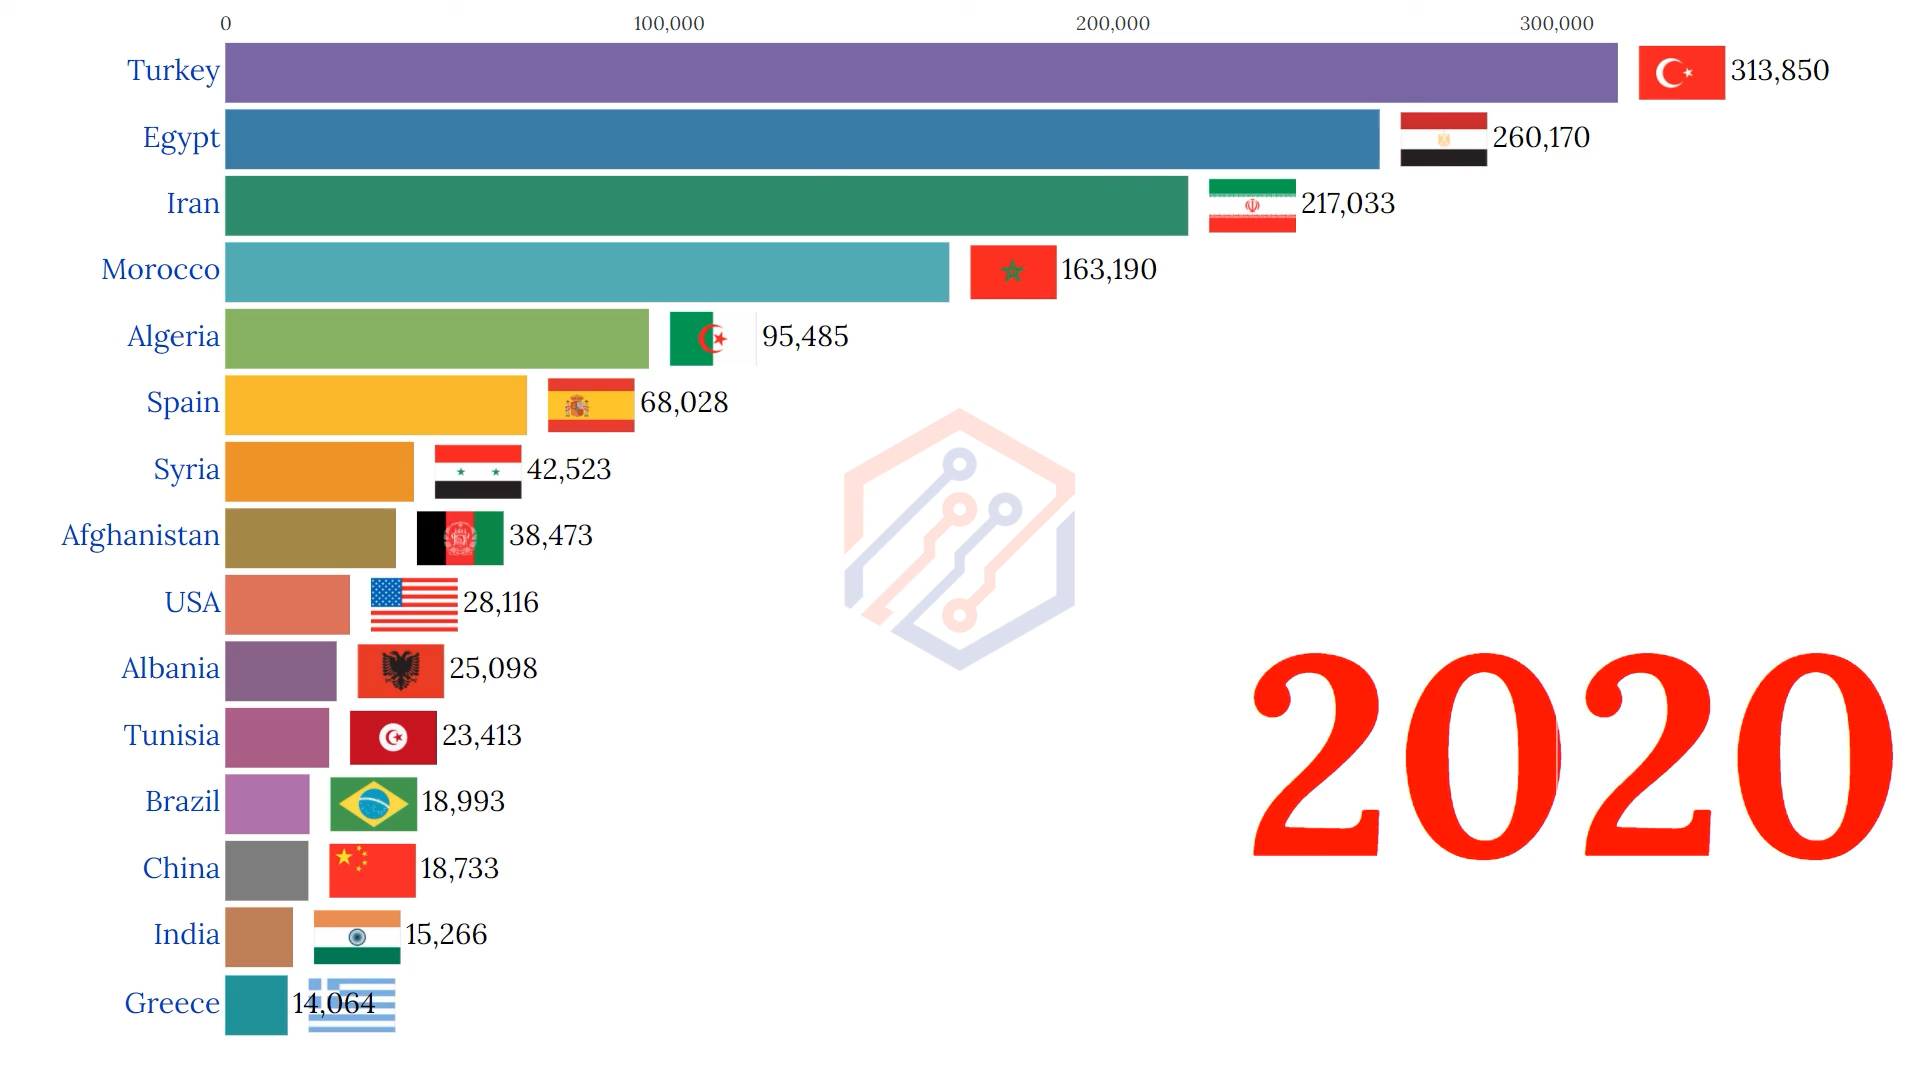 0 100,000 200,000 300,000
Turkey 313,850
Egypt 260,170
Iran 217,033
Morocco 163,190
Algeria 95,485
Spain 68,028
Syria 42,523
Afghanistan 38,473
USA 28,116
Albania 25,098
Tunisia 23,413
Brazil 18,993
China 18,733
India 15,266
Greece 14,064
2020